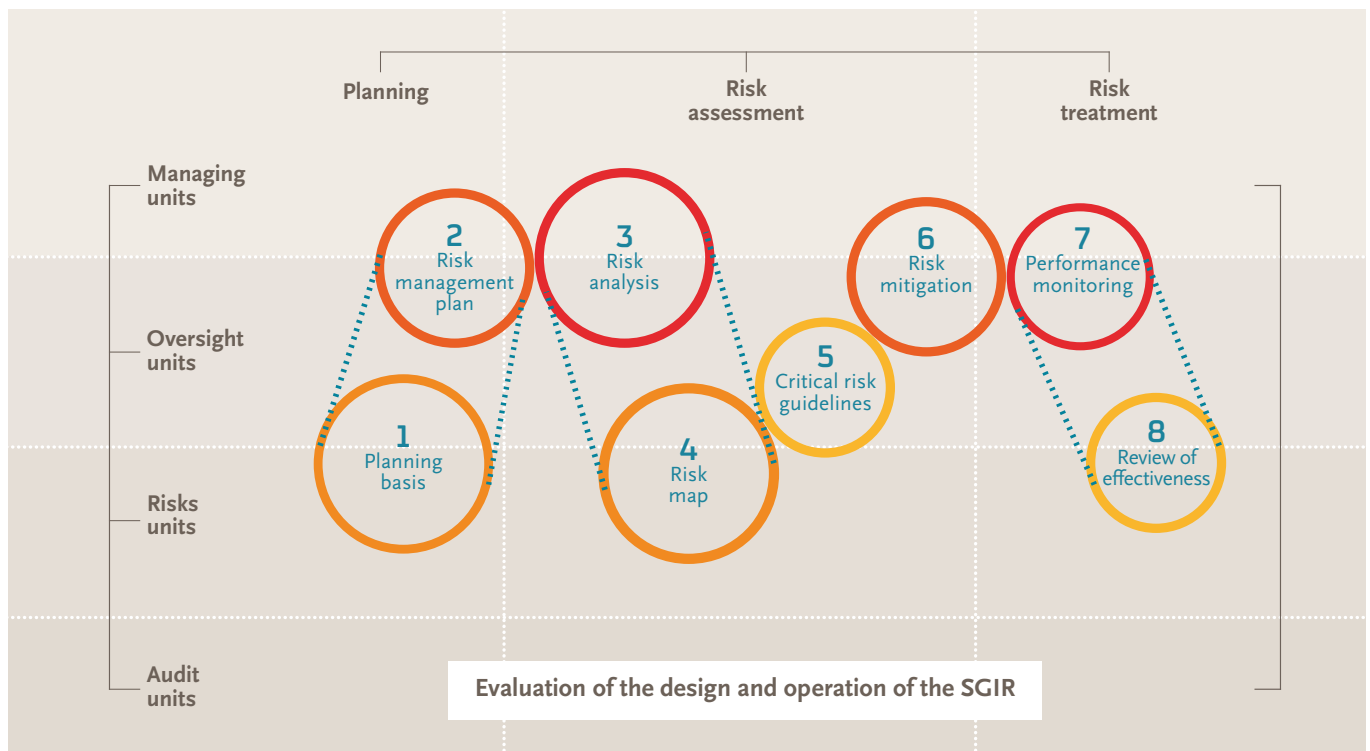 Planning
Risk
assessment
Risk
treatment
Managing
units
2
Risk
management
plan
3
Risk
analysis
6
Risk
mitigation
7
Performance
monitoring
Oversight
units
5
Critical risk
guidelines
1
Planning
basis
4
Risk
map
8
Review of
effectiveness
Risks
units
Audit
units
Evaluation of the design and operation of the SGIR